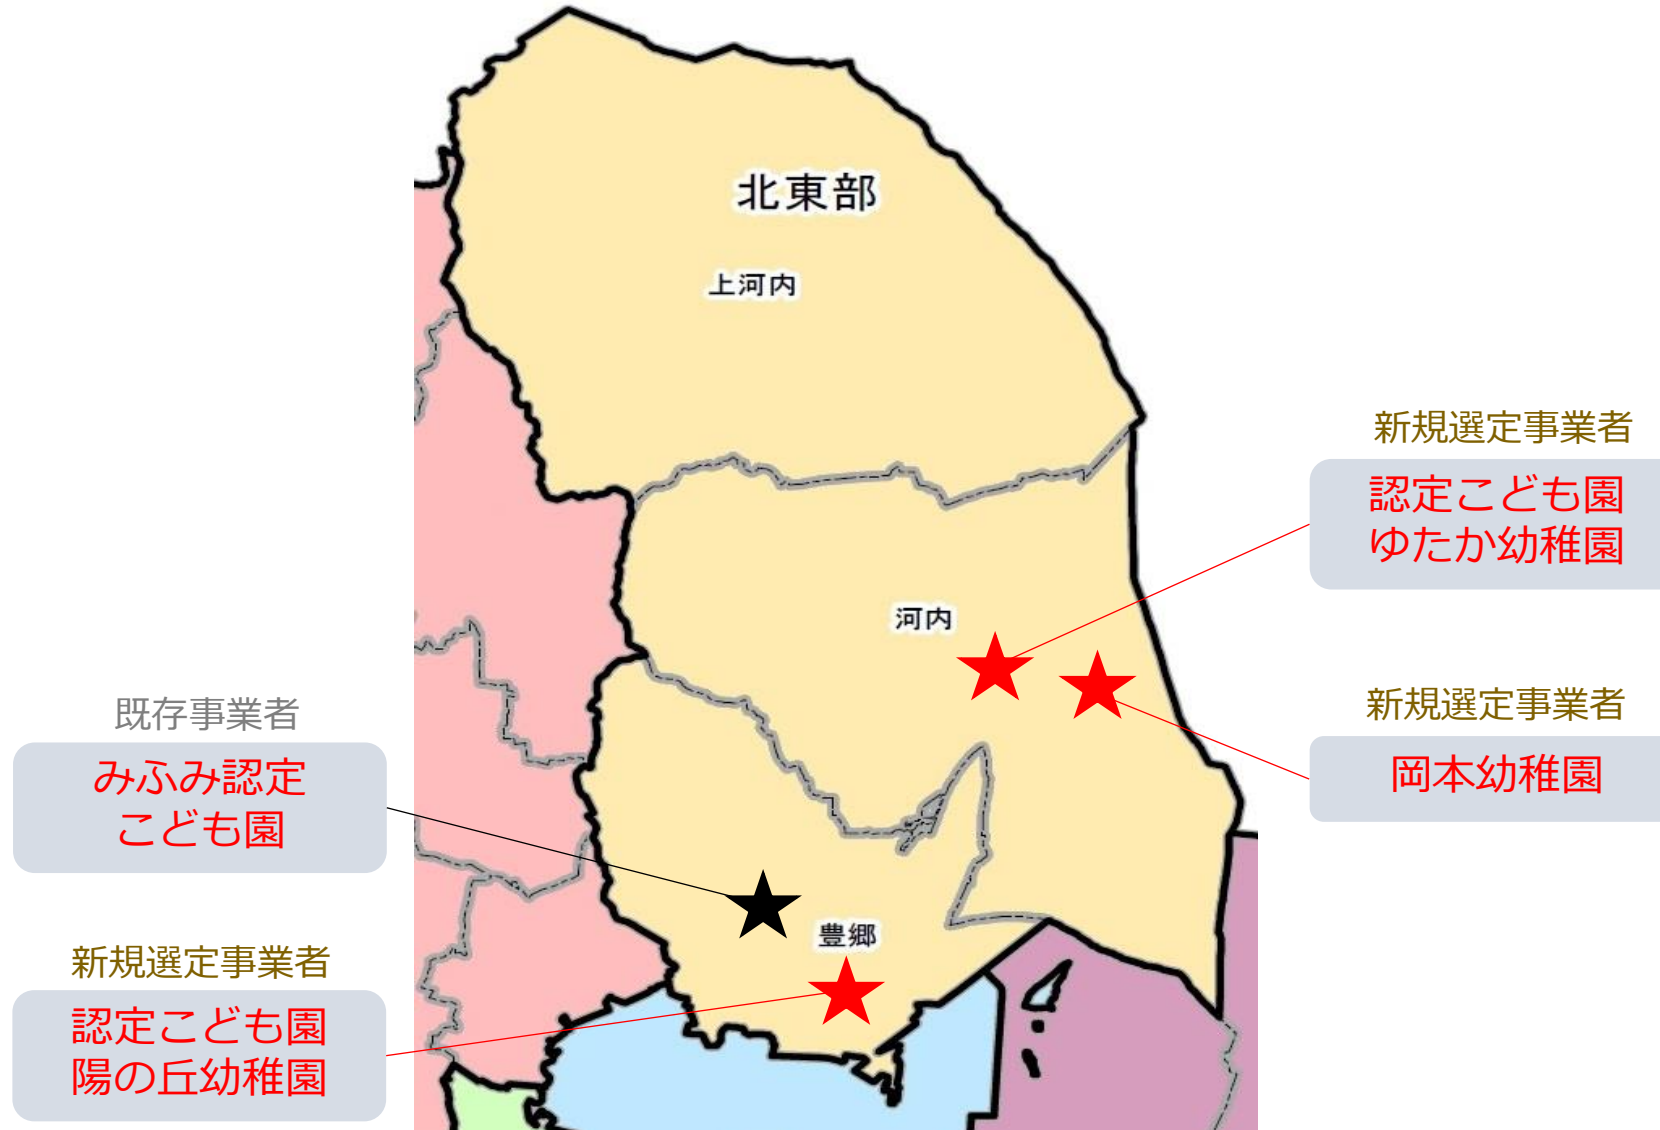 北東部
上河内
新規選定事業者
認定こども園
ゆたか幼稚園
河内
新規選定事業者
岡本幼稚園
既存事業者
みふみ認定
こども園
豊郷
新規選定事業者
認定こども園
陽の丘幼稚園